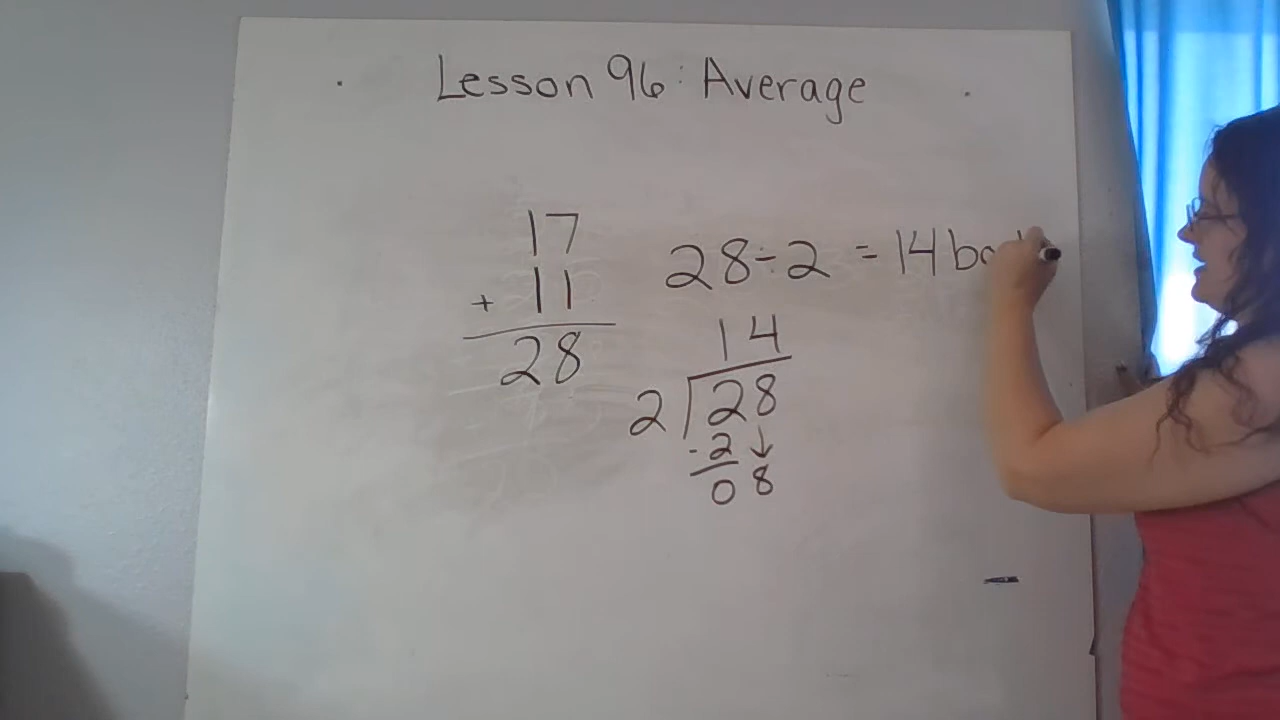 Lesson 96: Average
17
+ 11
28
28÷2 = 14
14
2 28
- 2 ↓
0 8